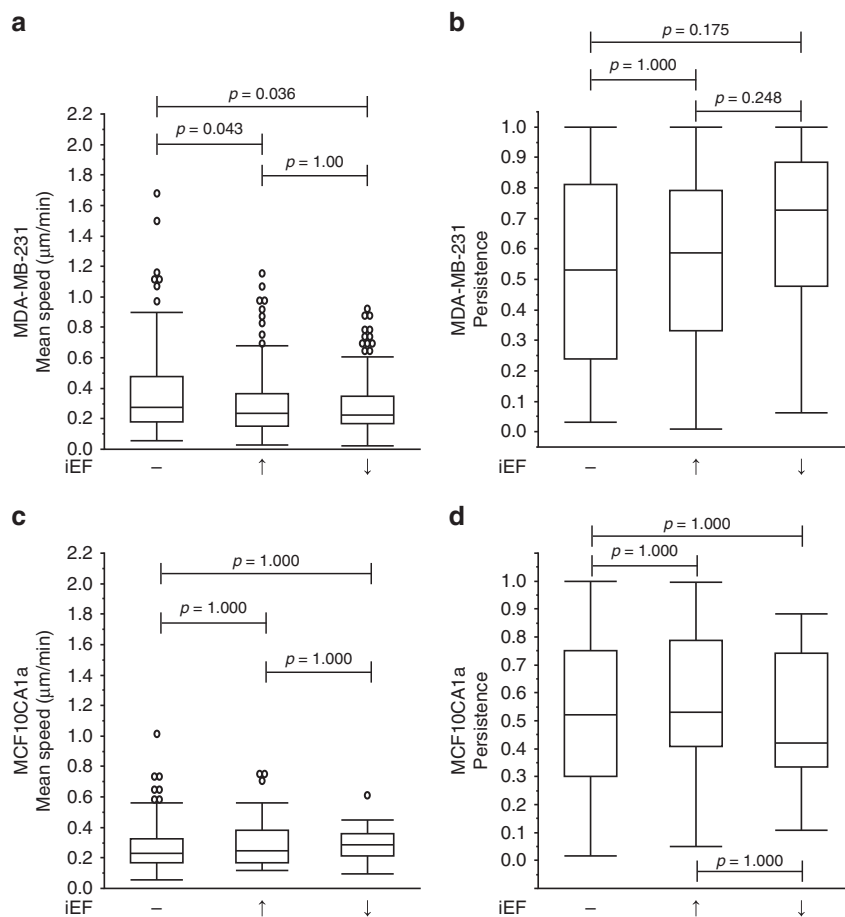 a
p = 0.036
p = 0.043
p = 1.00
MDA-MB-231
Mean speed (μm/min)
2.2
2.0
1.8
1.6
1.4
1.2
1.0
0.8
0.6
0.4
0.2
0.0
iEF – ↑ ↓
b
p = 0.175
p = 1.000
p = 0.248
MDA-MB-231
Persistence
1.0
0.9
0.8
0.7
0.6
0.5
0.4
0.3
0.2
0.1
0.0
iEF – ↑ ↓
c
p = 1.000
p = 1.000
p = 1.000
MCF10CA1a
Mean speed (μm/min)
2.2
2.0
1.8
1.6
1.4
1.2
1.0
0.8
0.6
0.4
0.2
0.0
iEF – ↑ ↓
d
p = 1.000
p = 1.000
MCF10CA1a
Persistence
1.0
0.9
0.8
0.7
0.6
0.5
0.4
0.3
0.2
0.1
0.0
p = 1.000
iEF – ↑ ↓